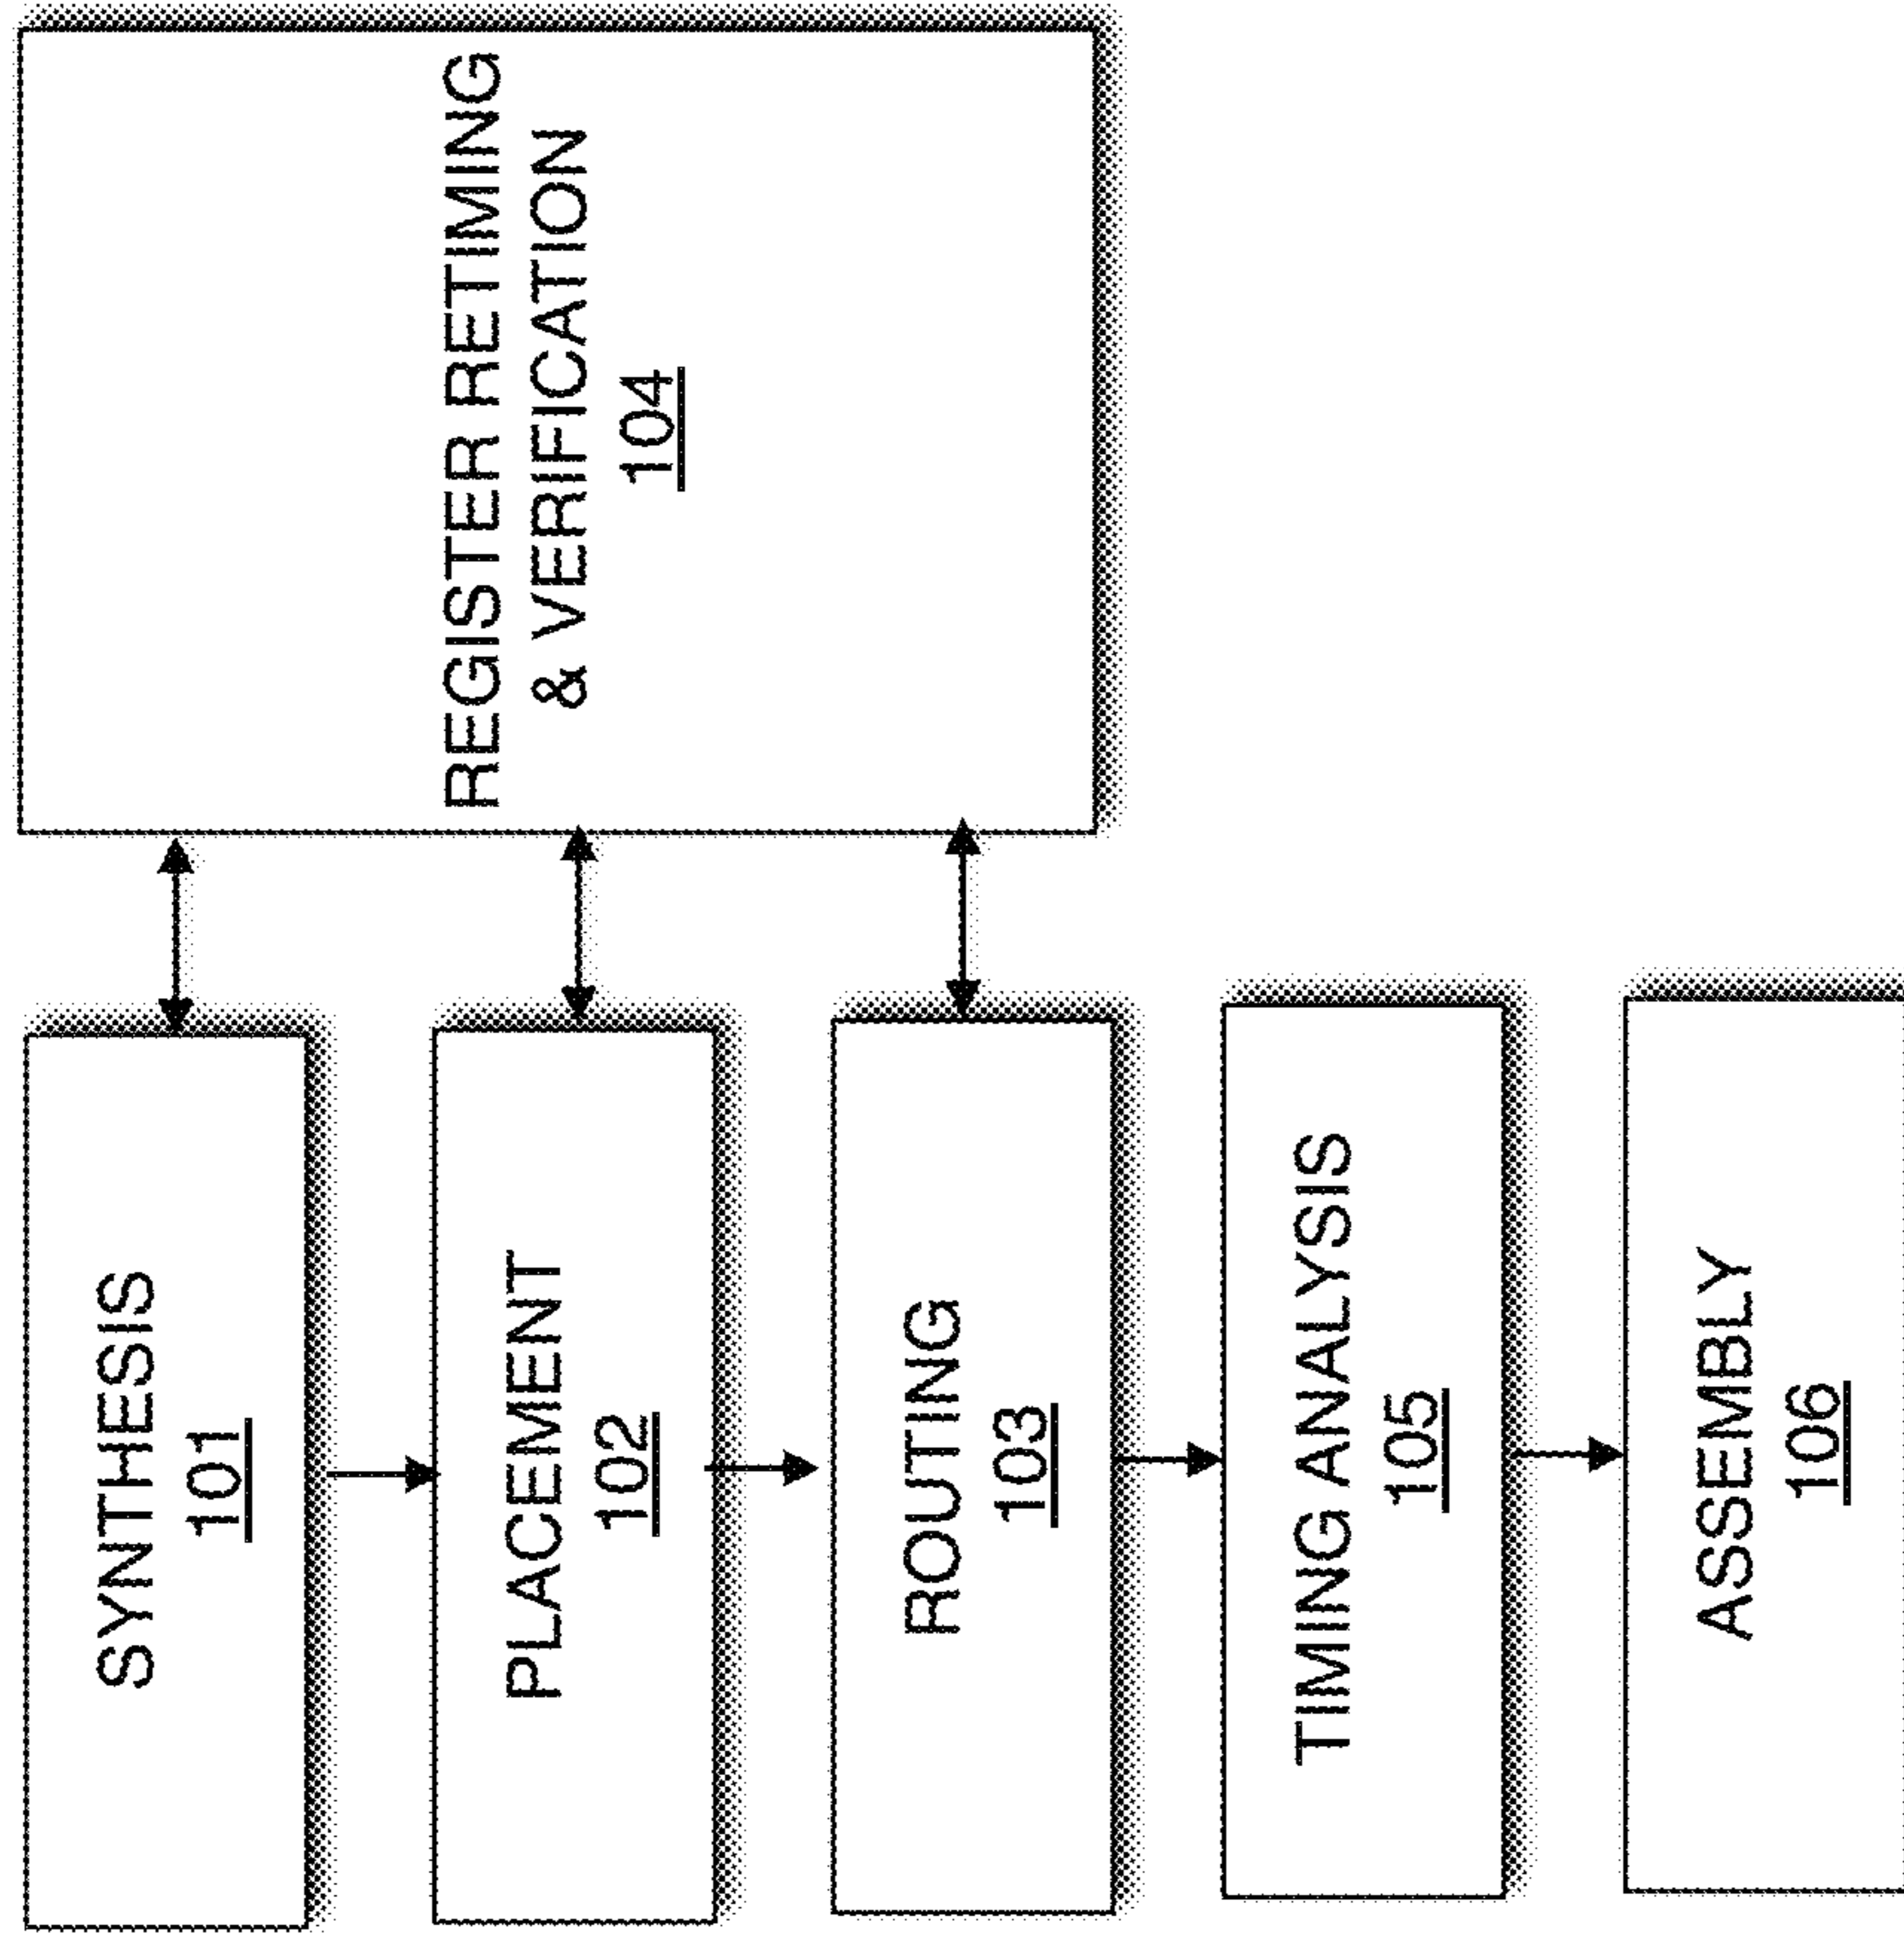 SYNTHESIS
101
PLACEMENT
102
ROUTING
103
TIMING ANALYSIS
105
ASSEMBLY
106
REGISTER RETIMING
& VERIFICATION
104